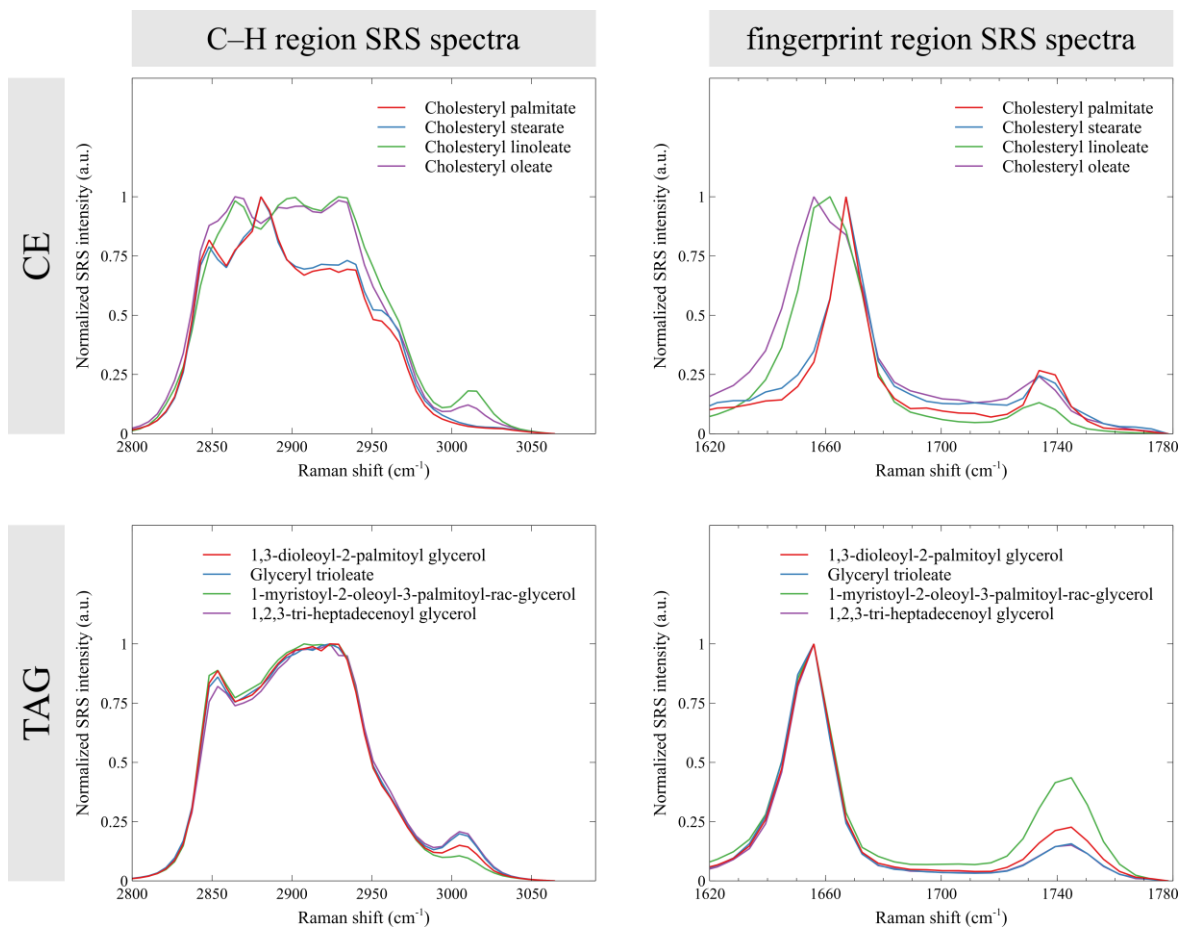 C–H region SRS spectra
fingerprint region SRS spectra
CE
Cholesteryl palmitate
Cholesteryl stearate
Cholesteryl linoleate
Cholesteryl oleate
Normalized SRS intensity (a.u.)
1
0.75
0.5
0.25
0
2800 2850 2900 2950 3000 3050
Raman shift (cm⁻¹)
Cholesteryl palmitate
Cholesteryl stearate
Cholesteryl linoleate
Cholesteryl oleate
Normalized SRS intensity (a.u.)
1
0.75
0.5
0.25
0
1620 1660 1700 1740 1780
Raman shift (cm⁻¹)
TAG
1,3-dioleoyl-2-palmitoyl glycerol
Glyceryl trioleate
1-myristoyl-2-oleoyl-3-palmitoyl-rac-glycerol
1,2,3-tri-heptadecenoyl glycerol
Normalized SRS intensity (a.u.)
1
0.75
0.5
0.25
0
2800 2850 2900 2950 3000 3050
Raman shift (cm⁻¹)
1,3-dioleoyl-2-palmitoyl glycerol
Glyceryl trioleate
1-myristoyl-2-oleoyl-3-palmitoyl-rac-glycerol
1,2,3-tri-heptadecenoyl glycerol
Normalized SRS intensity (a.u.)
1
0.75
0.5
0.25
0
1620 1660 1700 1740 1780
Raman shift (cm⁻¹)